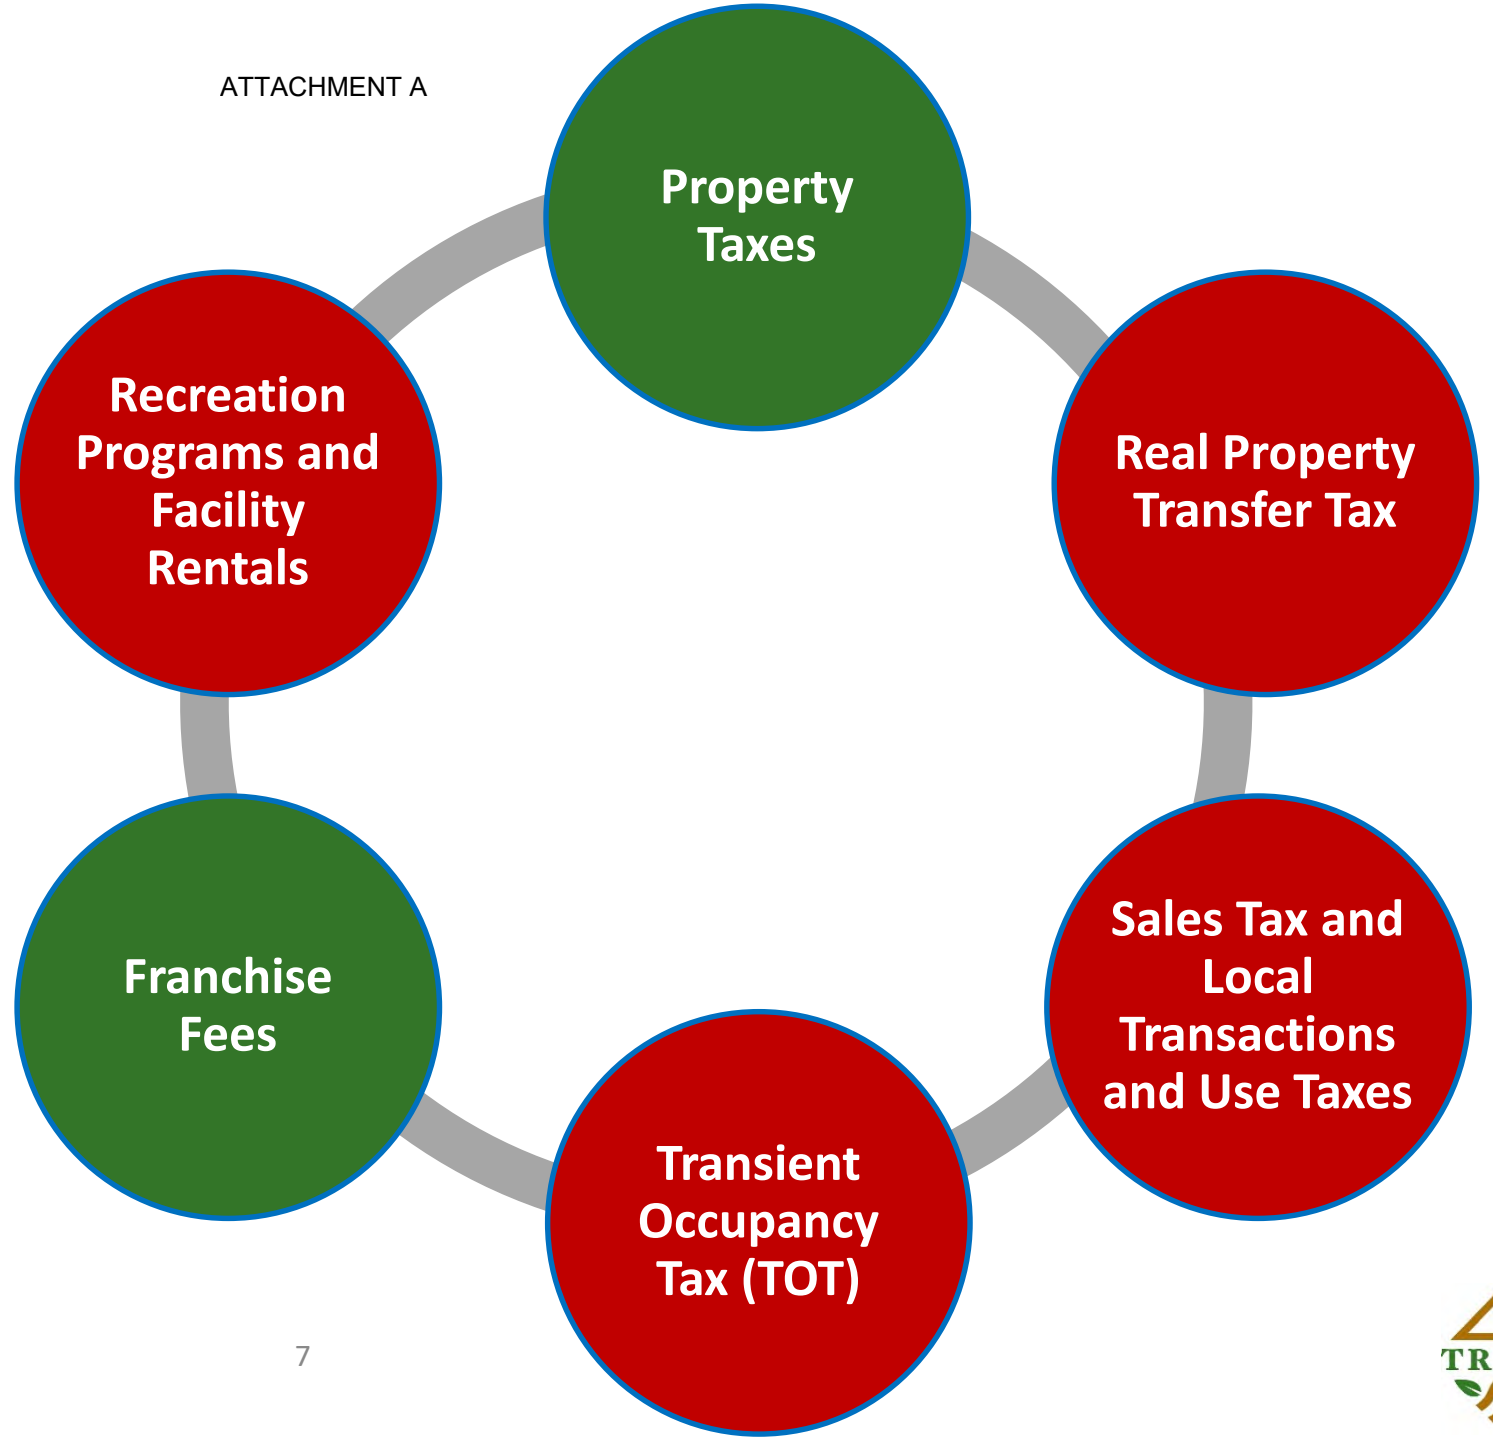 ATTACHMENT A
Property
Taxes
Real Property
Transfer Tax
Sales Tax and
Local
Transactions
and Use Taxes
Transient
Occupancy
Tax (TOT)
Franchise
Fees
Recreation
Programs and
Facility
Rentals
7
TR